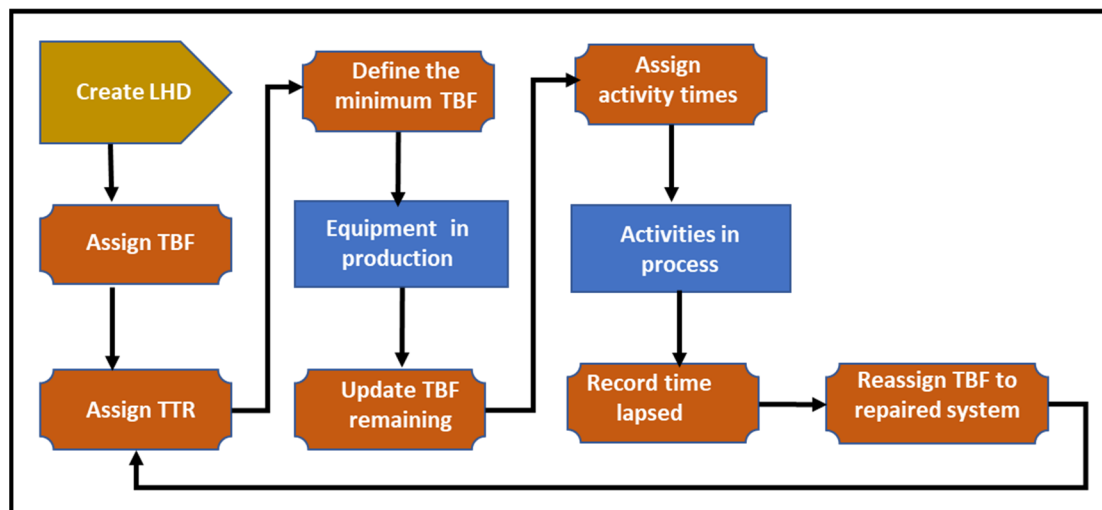 Create LHD
Assign TBF
Assign TTR
Define the
minimum TBF
Equipment in
production
Update TBF
remaining
Assign
activity times
Activities in
process
Record time
lapsed
Reassign TBF to
repaired system